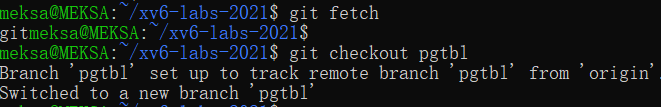 meksa@MEKSA:~/xv6-labs-2021$ git fetch
gitmeksa@MEKSA:~/xv6-labs-2021$
meksa@MEKSA:~/xv6-labs-2021$ git checkout pgtbl
Branch 'pgtbl' set up to track remote branch 'pgtbl' from 'origin'.
Switched to a new branch 'pgtbl'